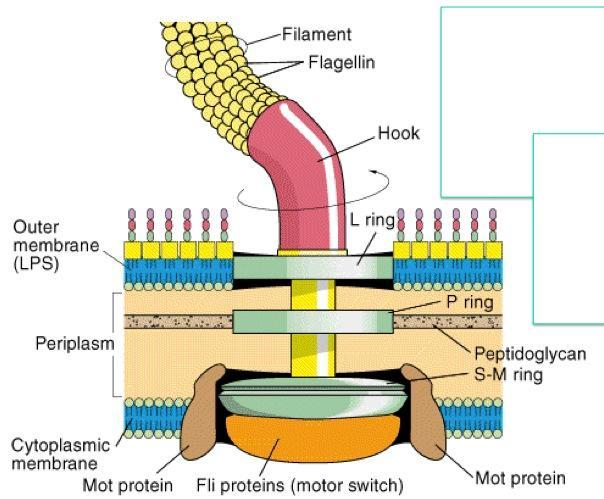 Filament
Flagellin
Hook
L ring
Outer
membrane
(LPS)
P ring
Periplasm
Peptidoglycan
S-M ring
Cytoplasmic
membrane
Mot protein
Fli proteins (motor switch)
Mot protein